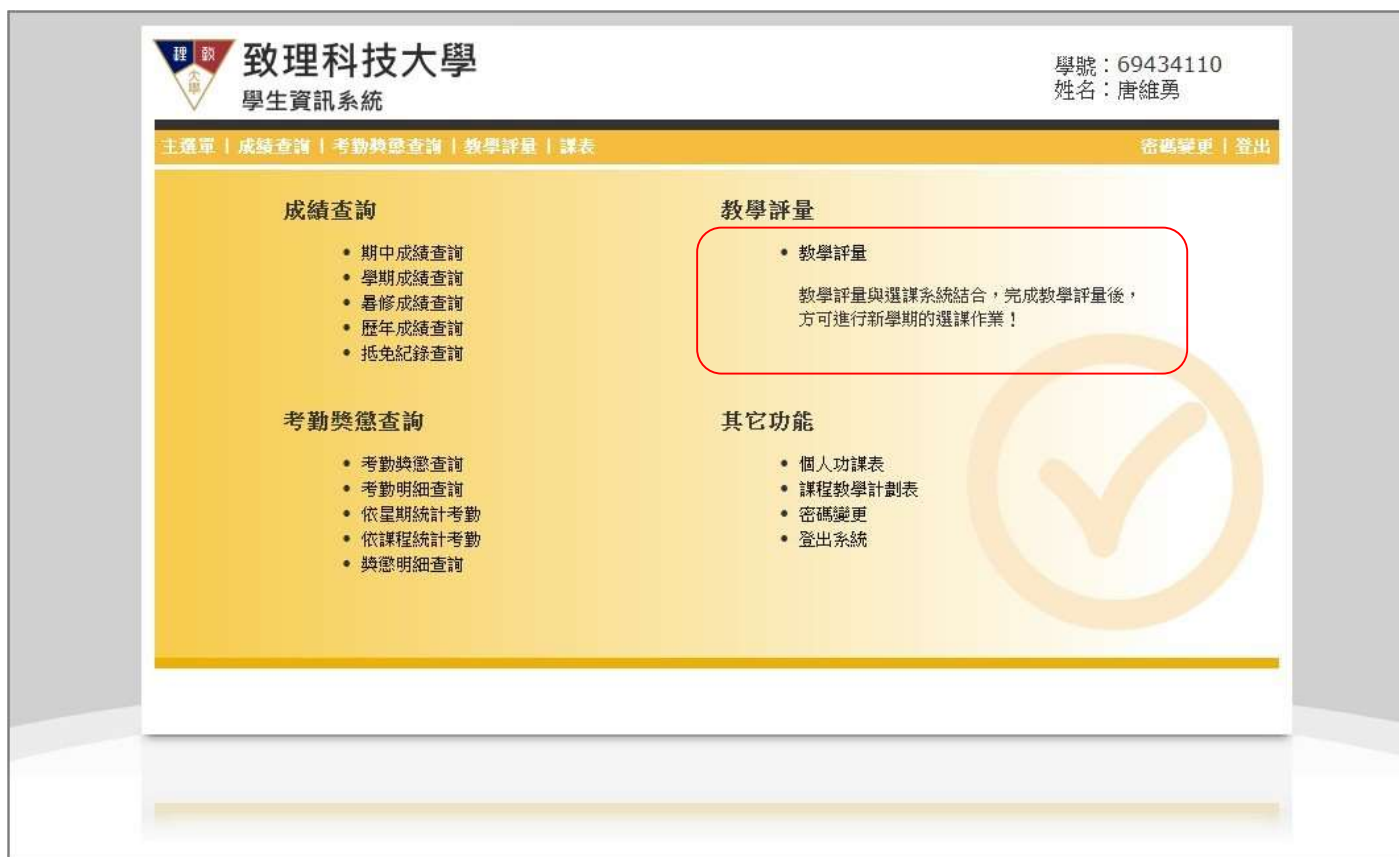 理 致
大學
致理科技大學
學生資訊系統
學號：69434110
姓名：唐維勇
主選單 | 成績查詢 | 考勤獎懲查詢 | 教學評量 | 課表
密碼變更 | 登出
成績查詢
• 期中成績查詢
• 學期成績查詢
• 暑修成績查詢
• 歷年成績查詢
• 抵免紀錄查詢
教學評量
• 教學評量
教學評量與選課系統結合，完成教學評量後，
方可進行新學期的選課作業！
考勤獎懲查詢
• 考勤獎懲查詢
• 考勤明細查詢
• 依星期統計考勤
• 依課程統計考勤
• 獎懲明細查詢
其它功能
• 個人功課表
• 課程教學計劃表
• 密碼變更
• 登出系統